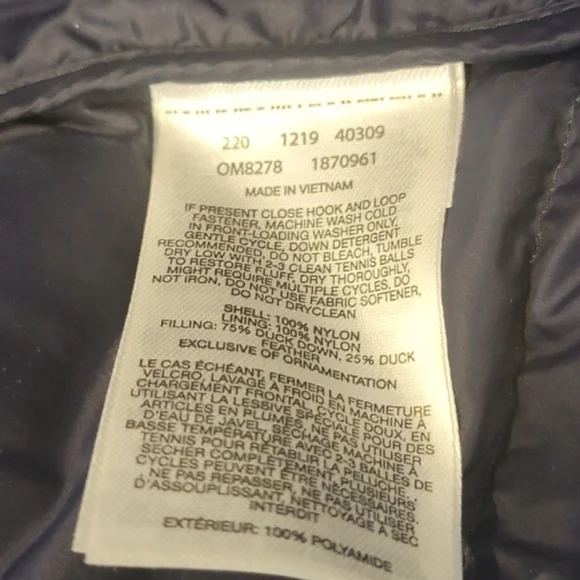 220 1219 40309
OM8278 1870961
MADE IN VIETNAM
IF PRESENT CLOSE HOOK AND LOOP
FASTENER, MACHINE WASH COLD
IN FRONT-LOADING WASHER ONLY,
GENTLE CYCLE, DOWN DETERGENT
RECOMMENDED, DO NOT BLEACH, TUMBLE
DRY LOW WITH 2-3 CLEAN TENNIS BALLS
TO RESTORE FLUFF, DRY THOROUGHLY,
MIGHT REQUIRE MULTIPLE CYCLES, DO
NOT IRON, DO NOT USE FABRIC SOFTENER,
DO NOT DRYCLEAN
SHELL: 100% NYLON
LINING: 100% NYLON
FILLING: 75% DUCK DOWN, 25% DUCK
FEATHER
EXCLUSIVE OF ORNAMENTATION
LE CAS ÉCHÉANT, FERMER LA FERMETURE
VELCRO, LAVAGE À FROID EN MACHINE À
CHARGEMENT FRONTAL, CYCLE DOUX, EN
UTILISANT LA LESSIVE SPÉCIALE POUR DES
ARTICLES EN PLUMES, NE PAS UTILISER
D'EAU DE JAVEL, SÉCHAGE MACHINE À
BASSE TEMPÉRATURE AVEC 2-3 BALLES DE
TENNIS POUR RÉTABLIR LA PELUCHE,
SÉCHER COMPLÈTEMENT, PLUSIEURS
CYCLES PEUVENT ÊTRE NÉCESSAIRES,
NE PAS REPASSER, NE PAS UTILISER
D'ASSOUPLISSANT, NETTOYAGE À SEC
INTERDIT
EXTÉRIEUR: 100% POLYAMIDE